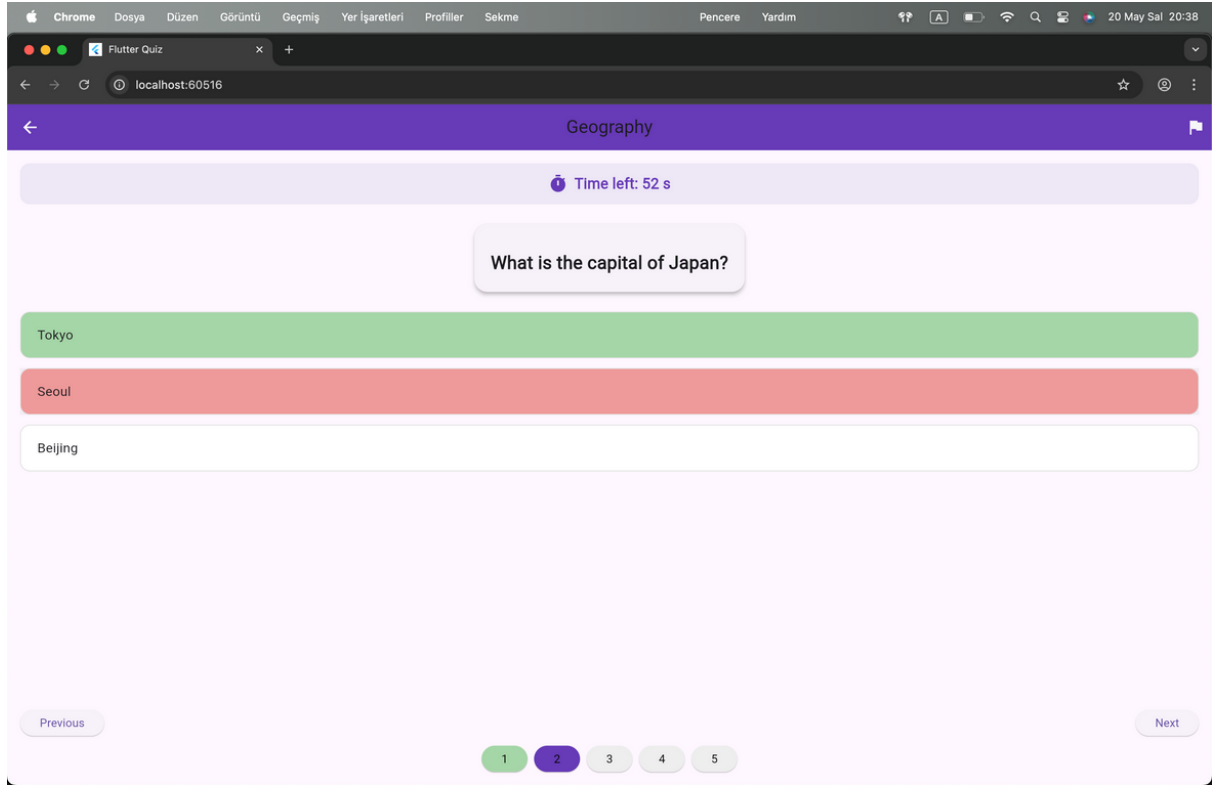 Chrome Dosya Düzen Görüntü Geçmiş Yer İşaretleri Profiller Sekme Pencere Yardım A 20 May Sal 20:38
Flutter Quiz
localhost:60516
Geography
Time left: 52 s
What is the capital of Japan?
Tokyo
Seoul
Beijing
Previous Next
1 2 3 4 5